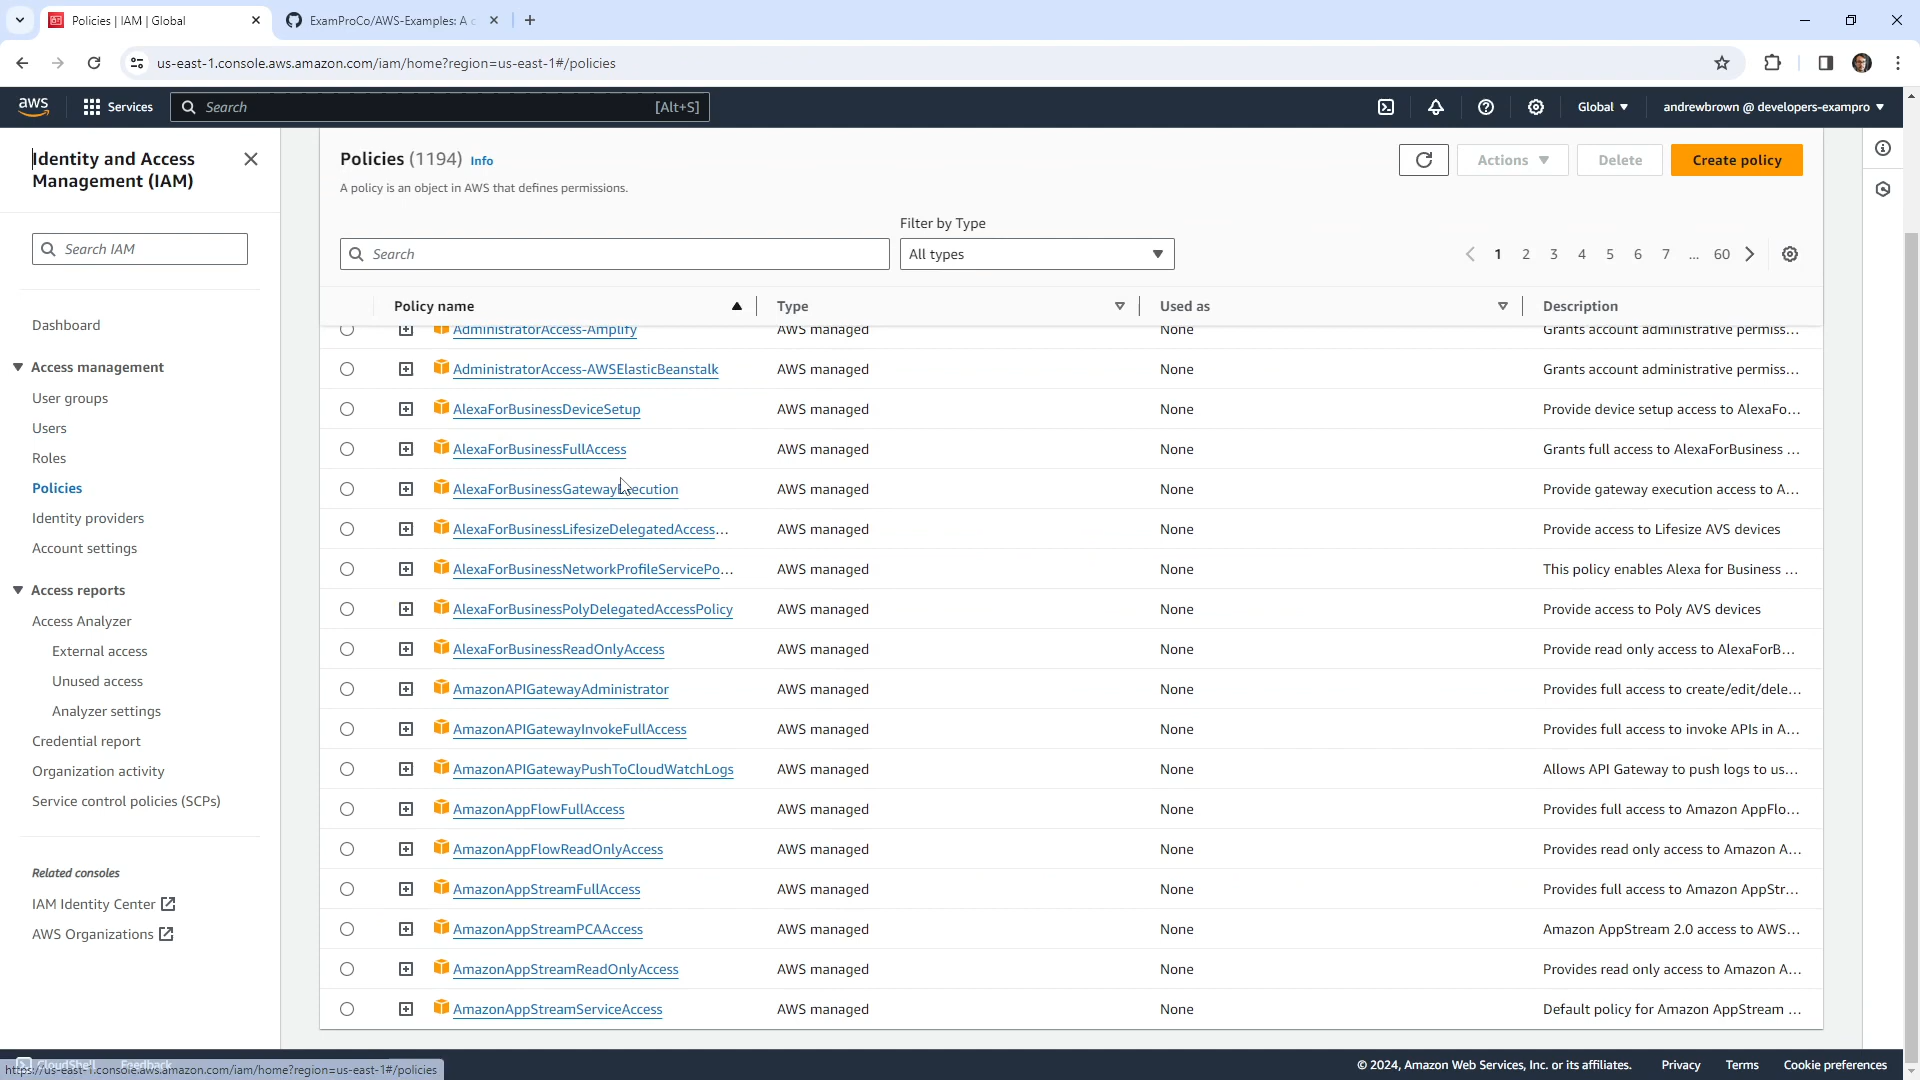 Policies | IAM | Global
ExamProCo/AWS-Examples: A c
us-east-1.console.aws.amazon.com/iam/home?region=us-east-1#/policies
aws
Services
Search
[Alt+S]
Global
andrewbrown @ developers-exampro
Identity and Access
Management (IAM)
Search IAM
Dashboard
Access management
User groups
Users
Roles
Policies
Identity providers
Account settings
Access reports
Access Analyzer
External access
Unused access
Analyzer settings
Credential report
Organization activity
Service control policies (SCPs)
Related consoles
IAM Identity Center
AWS Organizations
Policies (1194) Info
A policy is an object in AWS that defines permissions.
Actions
Delete
Create policy
Filter by Type
Search
All types
1 2 3 4 5 6 7 ... 60
Policy name Type Used as Description
AdministratorAccess-Amplify AWS managed None Grants account administrative permiss...
AdministratorAccess-AWSElasticBeanstalk AWS managed None Grants account administrative permiss...
AlexaForBusinessDeviceSetup AWS managed None Provide device setup access to AlexaFo...
AlexaForBusinessFullAccess AWS managed None Grants full access to AlexaForBusiness ...
AlexaForBusinessGatewayExecution AWS managed None Provide gateway execution access to A...
AlexaForBusinessLifesizeDelegatedAccess... AWS managed None Provide access to Lifesize AVS devices
AlexaForBusinessNetworkProfileServicePo... AWS managed None This policy enables Alexa for Business ...
AlexaForBusinessPolyDelegatedAccessPolicy AWS managed None Provide access to Poly AVS devices
AlexaForBusinessReadOnlyAccess AWS managed None Provide read only access to AlexaForB...
AmazonAPIGatewayAdministrator AWS managed None Provides full access to create/edit/dele...
AmazonAPIGatewayInvokeFullAccess AWS managed None Provides full access to invoke APIs in A...
AmazonAPIGatewayPushToCloudWatchLogs AWS managed None Allows API Gateway to push logs to us...
AmazonAppFlowFullAccess AWS managed None Provides full access to Amazon AppFlo...
AmazonAppFlowReadOnlyAccess AWS managed None Provides read only access to Amazon A...
AmazonAppStreamFullAccess AWS managed None Provides full access to Amazon AppStr...
AmazonAppStreamPCAAccess AWS managed None Amazon AppStream 2.0 access to AWS...
AmazonAppStreamReadOnlyAccess AWS managed None Provides read only access to Amazon A...
AmazonAppStreamServiceAccess AWS managed None Default policy for Amazon AppStream ...
CloudShell Feedback
https://us-east-1.console.aws.amazon.com/iam/home?region=us-east-1#/policies
© 2024, Amazon Web Services, Inc. or its affiliates. Privacy Terms Cookie preferences